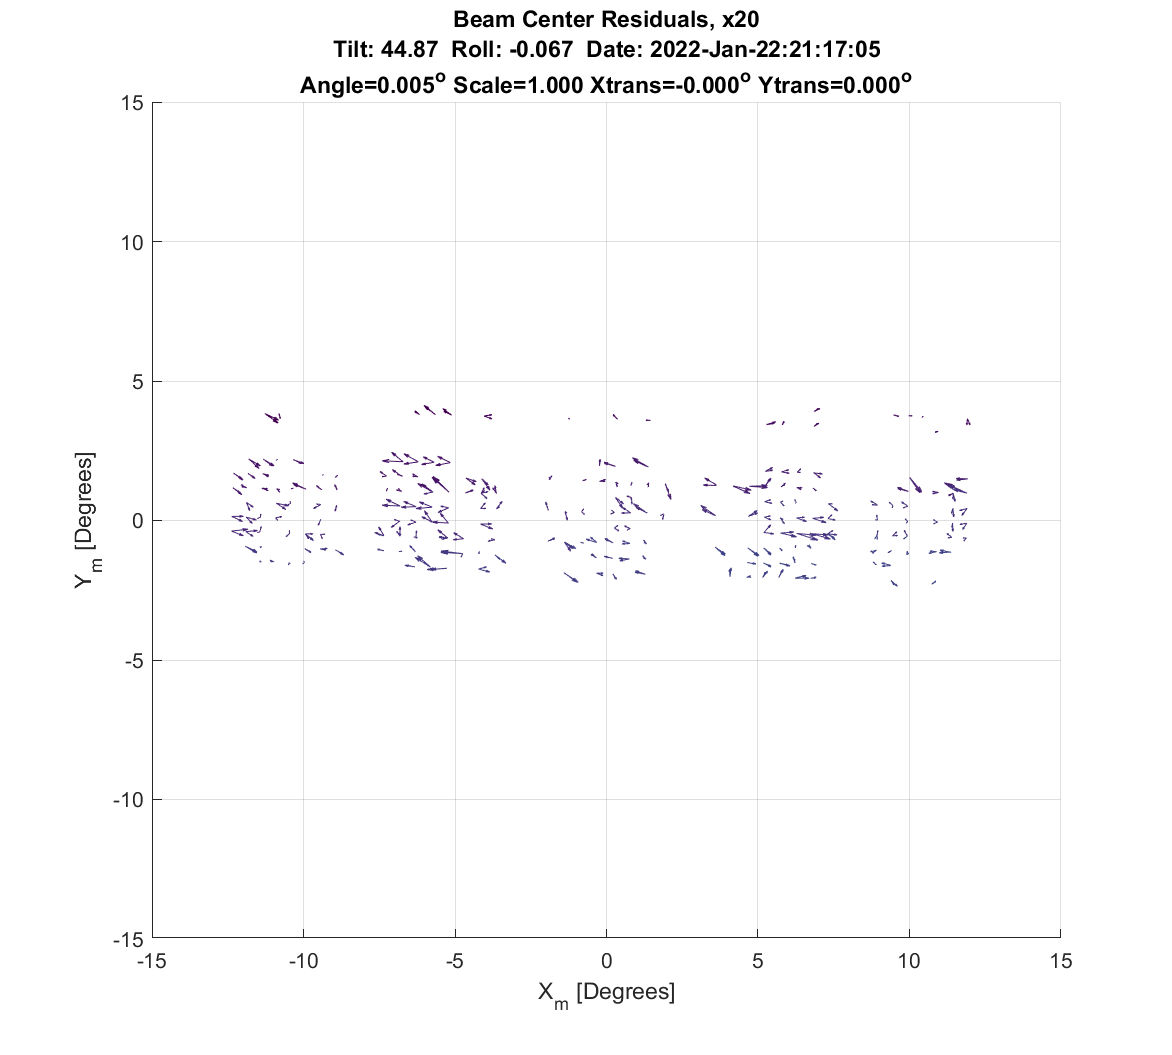 Beam Center Residuals, x20
Tilt: 44.87 Roll: -0.067 Date: 2022-Jan-22:21:17:05
Angle=0.005° Scale=1.000 Xtrans=-0.000° Ytrans=0.000°
15
10
5
0
-5
-10
-15
Y_m [Degrees]
-15 -10 -5 0 5 10 15
X_m [Degrees]